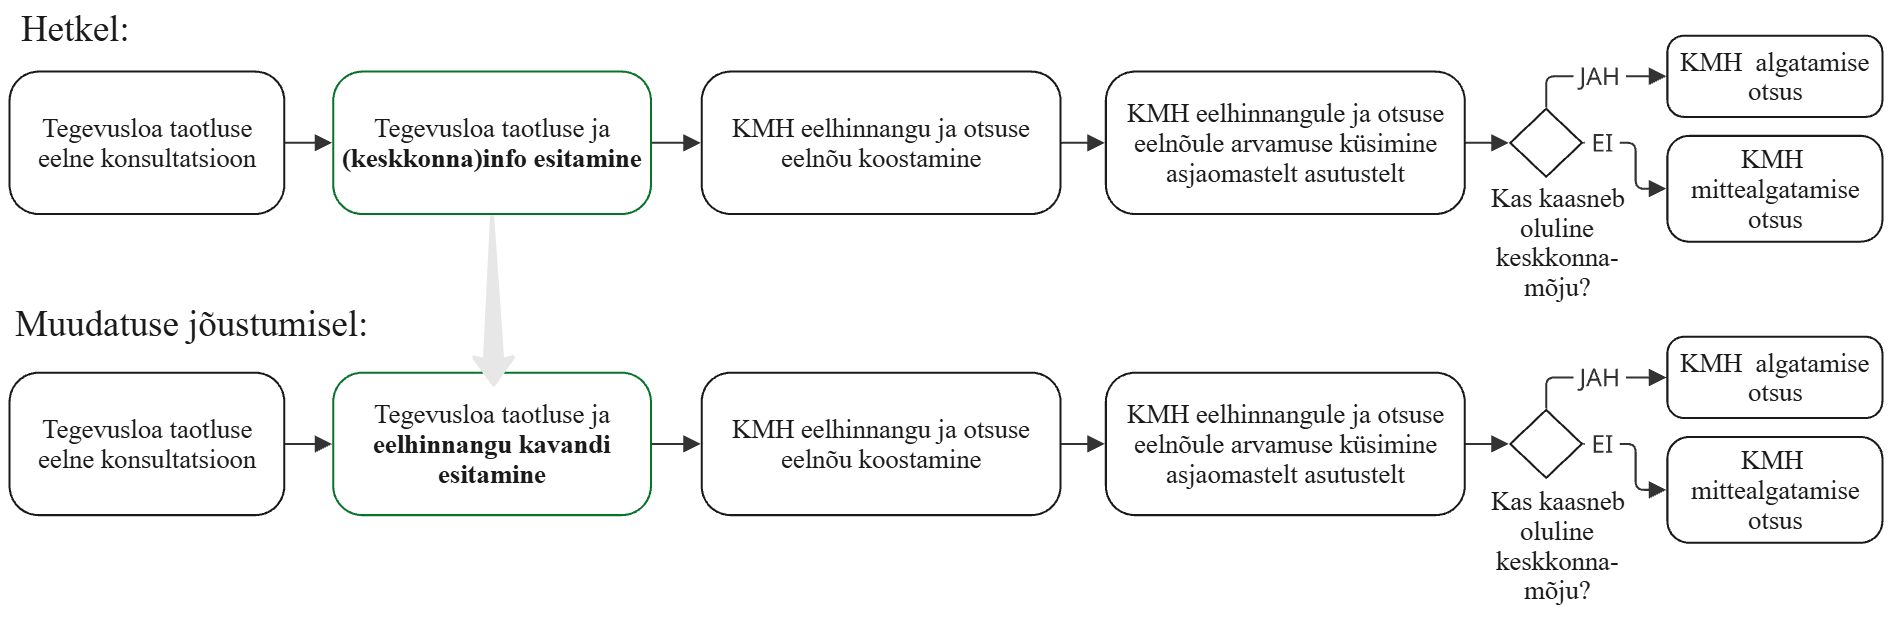 Hetkel:
Tegevusloa taotluse
eelne konsultatsioon
Tegevusloa taotluse ja
(keskkonna)info esitamine
KMH eelhinnangu ja otsuse
eelnõu koostamine
KMH eelhinnangule ja otsuse
eelnõule arvamuse küsimine
asjaomastelt asutustelt
Kas kaasneb
oluline
keskkonna-
mõju?
JAH
KMH algatamise
otsus
EI
KMH
mittealgatamise
otsus
Muudatuse jõustumisel:
Tegevusloa taotluse
eelne konsultatsioon
Tegevusloa taotluse ja
eelhinnangu kavandi
esitamine
KMH eelhinnangu ja otsuse
eelnõu koostamine
KMH eelhinnangule ja otsuse
eelnõule arvamuse küsimine
asjaomastelt asutustelt
Kas kaasneb
oluline
keskkonna-
mõju?
JAH
KMH algatamise
otsus
EI
KMH
mittealgatamise
otsus